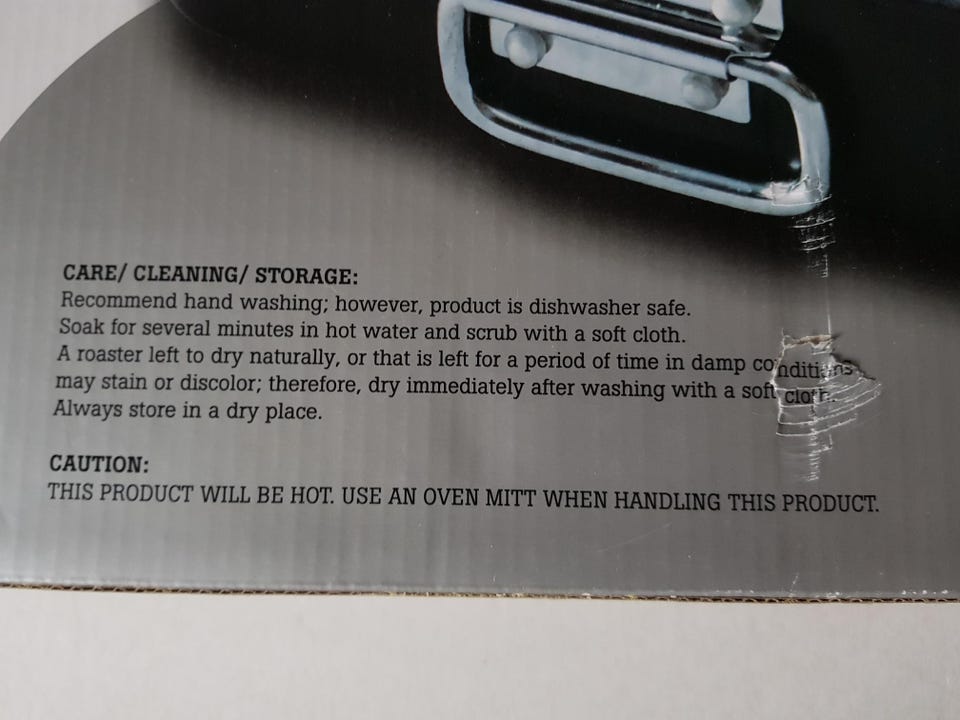 CARE/ CLEANING/ STORAGE:
Recommend hand washing; however, product is dishwasher safe.
Soak for several minutes in hot water and scrub with a soft cloth.
A roaster left to dry naturally, or that is left for a period of time in damp conditions
may stain or discolor; therefore, dry immediately after washing with a soft cloth.
Always store in a dry place.
CAUTION:
THIS PRODUCT WILL BE HOT. USE AN OVEN MITT WHEN HANDLING THIS PRODUCT.